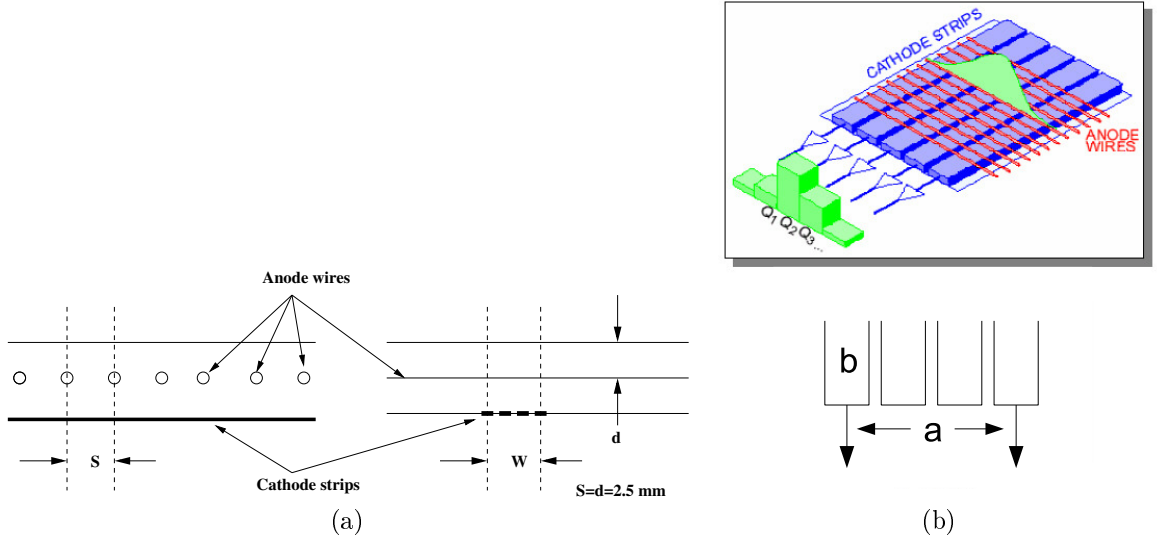 Anode wires
S
Cathode strips
W
d
S=d=2.5 mm
(a)
CATHODE STRIPS
ANODE
WIRES
Q1 Q2 Q3...
b
a
(b)